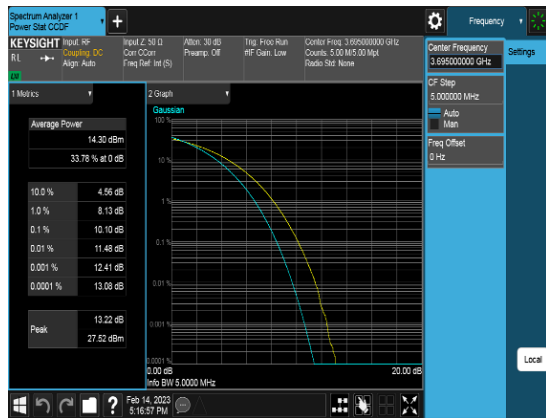 Spectrum Analyzer 1
Power Stat CCDF
Frequency
KEYSIGHT
Input: RF
Input Z: 50 Ω
Atten: 30 dB
Trig: Free Run
Center Freq: 3.695000000 GHz
RL
Coupling: DC
Corr CCorr
Preamp: Off
#IF Gain: Low
Counts: 5.00 M/5.00 Mpt
Align: Auto
Freq Ref: Int (S)
Radio Std: None
1 Metrics
2 Graph
Average Power
14.30 dBm
33.78 % at 0 dB
10.0 % 4.56 dB
1.0 % 8.13 dB
0.1 % 10.10 dB
0.01 % 11.48 dB
0.001 % 12.41 dB
0.0001 % 13.08 dB
Peak
13.22 dB
27.52 dBm
Gaussian
100 %
10 %
1 %
0.1 %
0.01 %
0.001 %
0.0001 %
0.00 dB
20.00 dB
Info BW 5.0000 MHz
Center Frequency
3.695000000 GHz
Settings
CF Step
5.000000 MHz
Auto
Man
Freq Offset
0 Hz
Local
?
Feb 14, 2023
5:16:57 PM